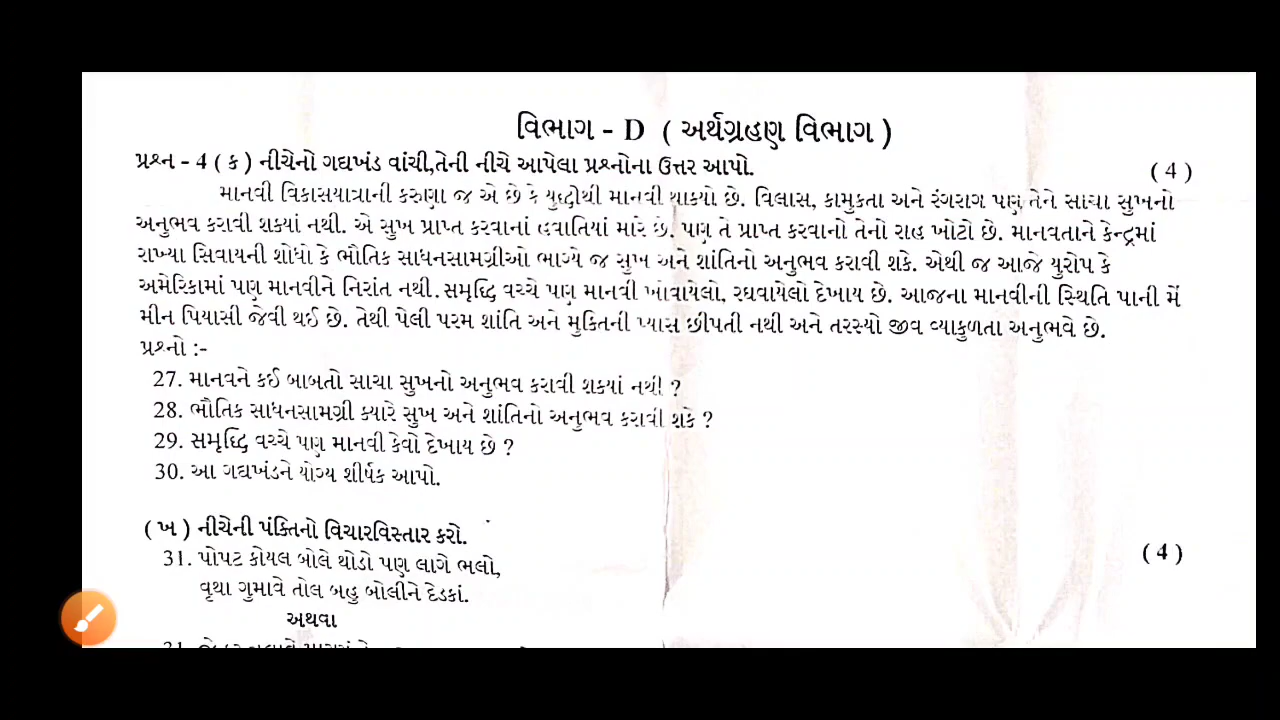 વિભાગ - D ( અર્થગ્રહણ વિભાગ )
પ્રશ્ન - 4 ( ક ) નીચેનો ગદ્યખંડ વાંચી,તેની નીચે આપેલા પ્રશ્નોના ઉત્તર આપો. ( 4 )
માનવી વિકાસયાત્રાની કરુણા જ એ છે કે યુદ્ધોથી માનવી થાકયો છે. વિલાસ, કામુકતા અને રંગરાગ પણ તેને સાચા સુખનો
અનુભવ કરાવી શકયાં નથી. એ સુખ પ્રાપ્ત કરવાનાં હવાતિયાં મારે છે. પણ તે પ્રાપ્ત કરવાનો તેનો રાહ ખોટો છે. માનવતાને કેન્દ્રમાં
રાખ્યા સિવાયની શોધો કે ભૌતિક સાધનસામગ્રીઓ ભાગ્યે જ સુખ અને શાંતિનો અનુભવ કરાવી શકે. એથી જ આજે યુરોપ કે
અમેરિકામાં પણ માનવીને નિરાંત નથી. સમૃદ્ધિ વચ્ચે પણ માનવી ખોવાયેલો, રઘવાયેલો દેખાય છે. આજના માનવીની સ્થિતિ પાની મેં
મીન પિયાસી જેવી થઈ છે. તેથી પેલી પરમ શાંતિ અને મુકિતની પ્યાસ છીપતી નથી અને તરસ્યો જીવ વ્યાકુળતા અનુભવે છે.
પ્રશ્નો :-
27. માનવને કઈ બાબતો સાચા સુખનો અનુભવ કરાવી શકયાં નથી ?
28. ભૌતિક સાધનસામગ્રી ક્યારે સુખ અને શાંતિનો અનુભવ કરાવી શકે ?
29. સમૃદ્ધિ વચ્ચે પણ માનવી કેવો દેખાય છે ?
30. આ ગદ્યખંડને યોગ્ય શીર્ષક આપો.
( ખ ) નીચેની પંક્તિનો વિચારવિસ્તાર કરો. ( 4 )
31. પોપટ કોયલ બોલે થોડો પણ લાગે ભલો,
વૃથા ગુમાવે તોલ બહુ બોલીને દેડકાં.
અથવા